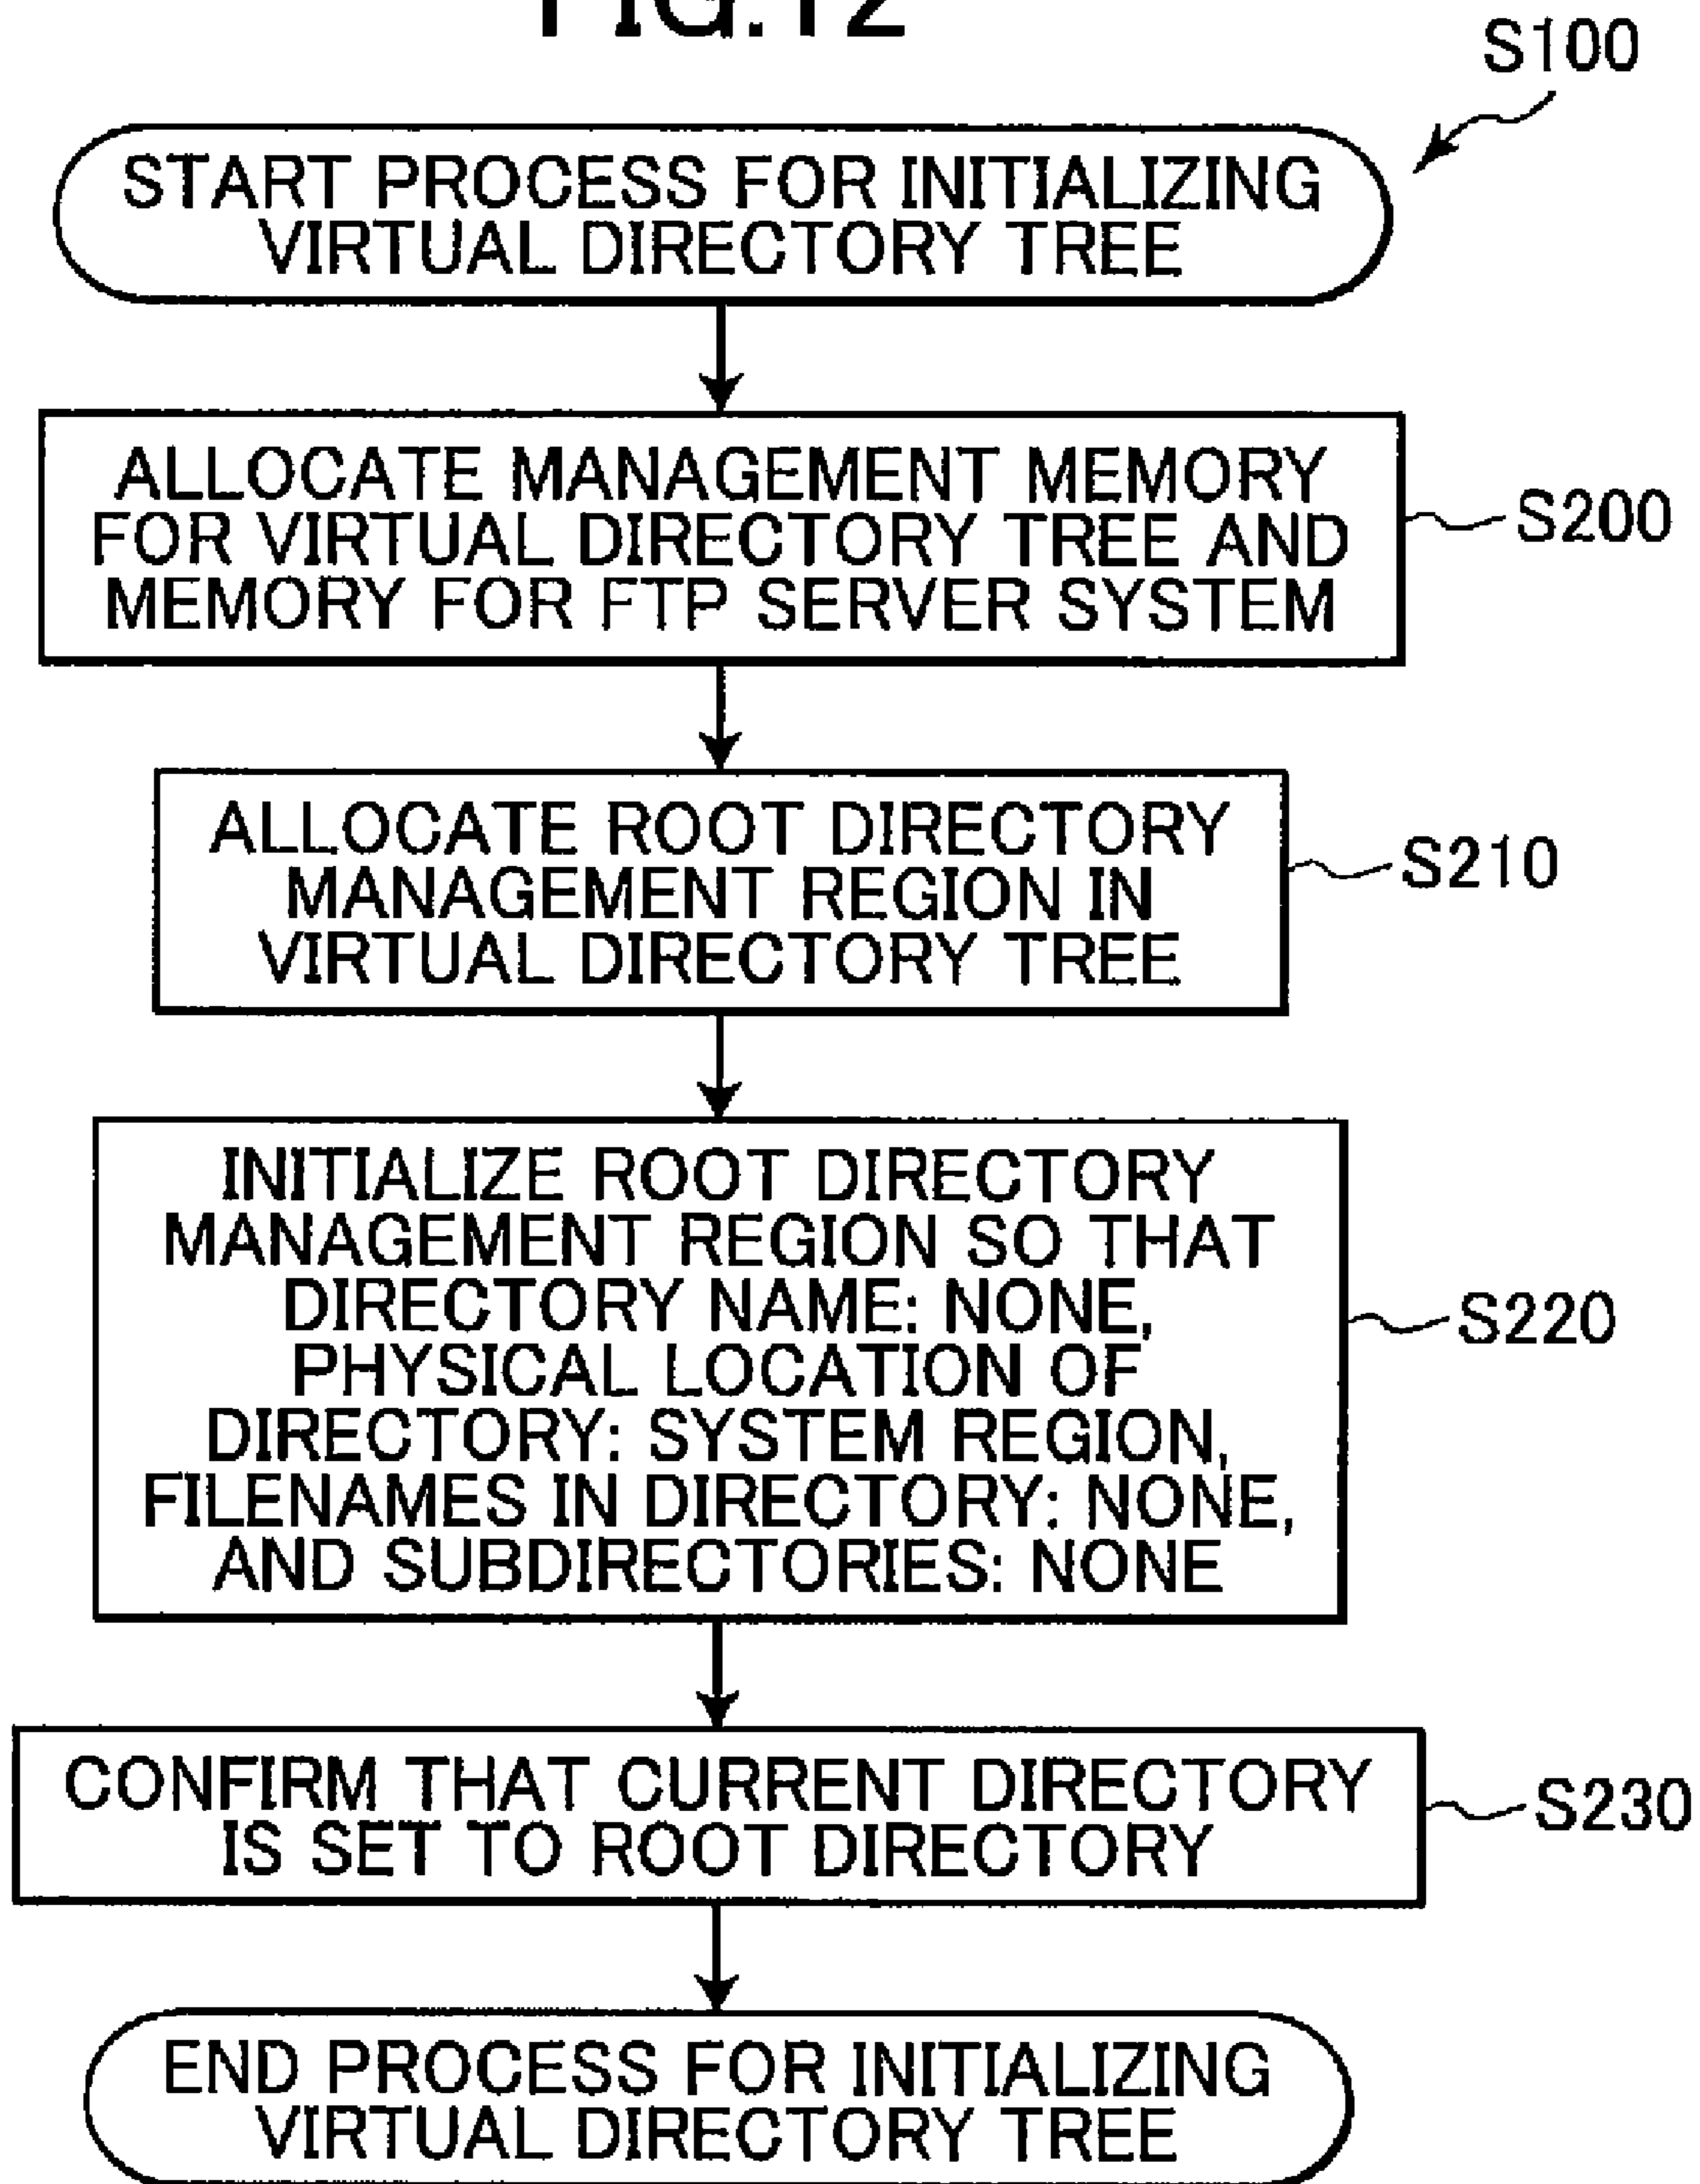 FIG.12
S100
START PROCESS FOR INITIALIZING
VIRTUAL DIRECTORY TREE
ALLOCATE MANAGEMENT MEMORY
FOR VIRTUAL DIRECTORY TREE AND
MEMORY FOR FTP SERVER SYSTEM
S200
ALLOCATE ROOT DIRECTORY
MANAGEMENT REGION IN
VIRTUAL DIRECTORY TREE
S210
INITIALIZE ROOT DIRECTORY
MANAGEMENT REGION SO THAT
DIRECTORY NAME: NONE,
PHYSICAL LOCATION OF
DIRECTORY: SYSTEM REGION,
FILENAMES IN DIRECTORY: NONE,
AND SUBDIRECTORIES: NONE
S220
CONFIRM THAT CURRENT DIRECTORY
IS SET TO ROOT DIRECTORY
S230
END PROCESS FOR INITIALIZING
VIRTUAL DIRECTORY TREE